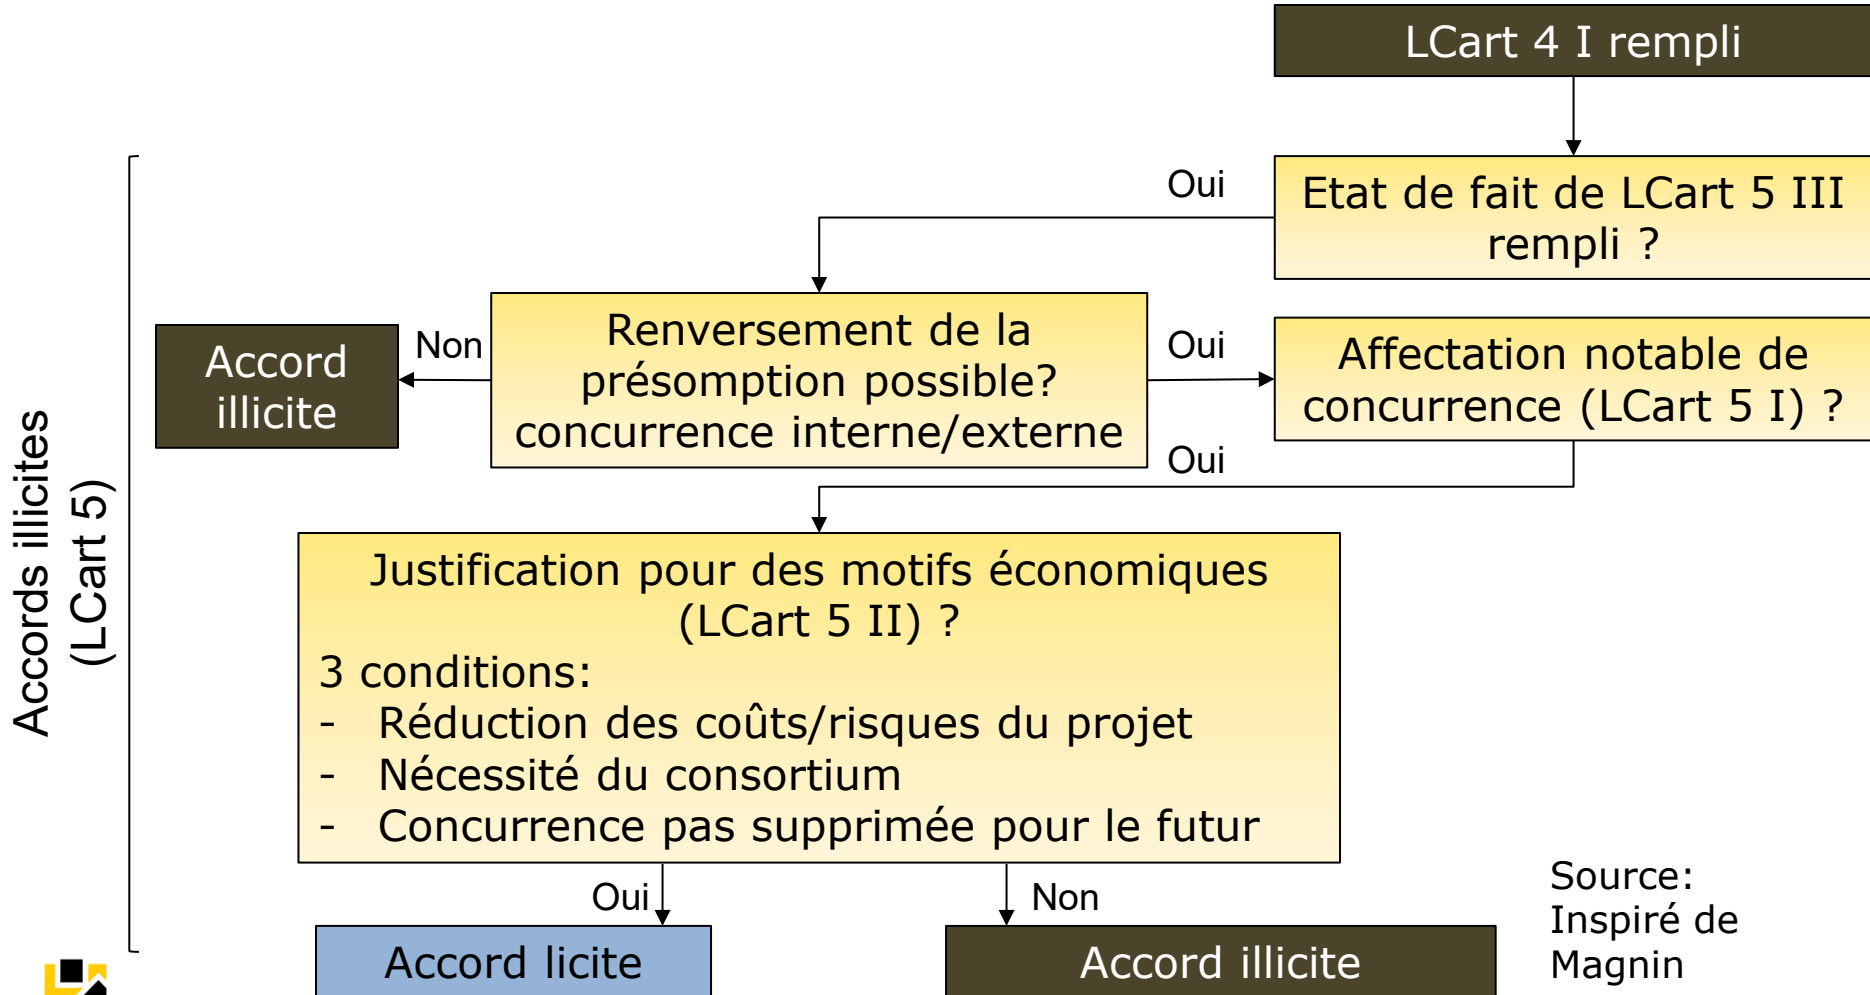 LCart 4 I rempli
Oui
Etat de fait de LCart 5 III
rempli ?
Accords illicites
(LCart 5)
Accord
illicite
Non
Renversement de la
présomption possible?
concurrence interne/externe
Oui
Affectation notable de
concurrence (LCart 5 I) ?
Oui
Justification pour des motifs économiques
(LCart 5 II) ?
3 conditions:
- Réduction des coûts/risques du projet
- Nécessité du consortium
- Concurrence pas supprimée pour le futur
Oui
Non
Accord licite
Accord illicite
Source:
Inspiré de
Magnin